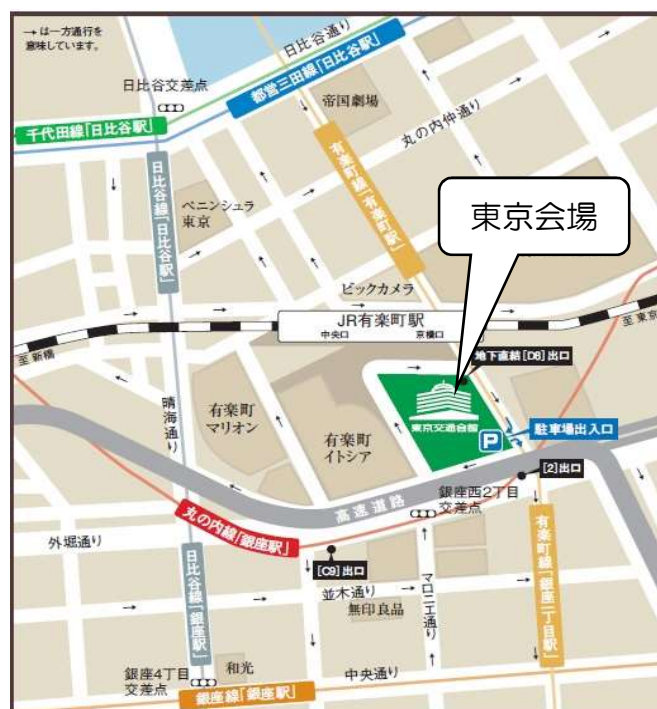 → は一方通行を
意味しています。
日比谷通り
日比谷交差点
都営三田線「日比谷駅」
帝国劇場
千代田線「日比谷駅」
丸の内仲通り
有楽町線「有楽町駅」
日比谷線「日比谷駅」
ペニンシュラ
東京
東京会場
ビックカメラ
JR有楽町駅
中央口
京橋口
至 新橋
至 東京
地下直結[D8]出口
晴海通り
有楽町
マリオン
有楽町
イトシア
東京交通会館
P
駐車場出入口
[2]出口
高速道路
銀座西2丁目
交差点
丸の内線「銀座駅」
外堀通り
[C9]出口
有楽町線「銀座一丁目駅」
日比谷線「銀座駅」
並木通り
無印良品
マロニエ通り
銀座4丁目
交差点
和光
中央通り
銀座線「銀座駅」